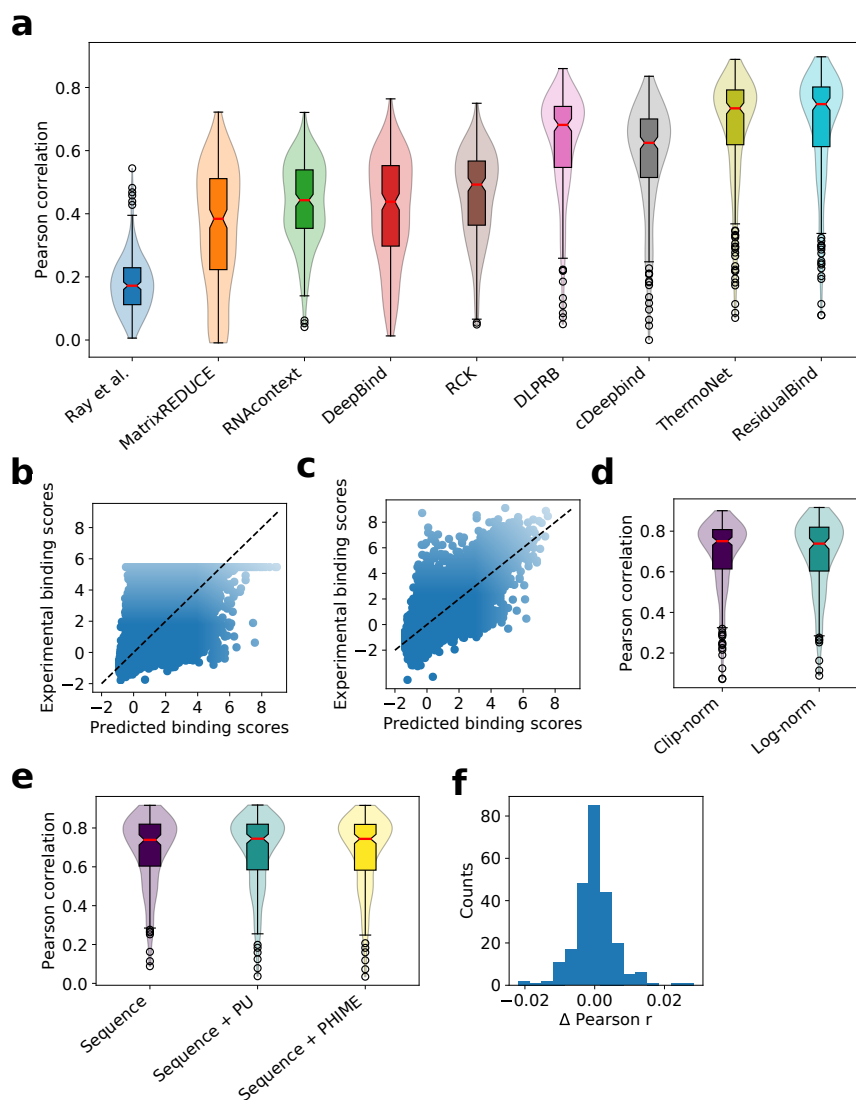 a
Pearson correlation
0.8
0.6
0.4
0.2
0.0
Ray et al.
MatrixREDUCE
RNAcontext
DeepBind
RCK
DLPRB
cDeepbind
ThermoNet
ResidualBind
b
Experimental binding scores
8
6
4
2
0
−2
−2 0 2 4 6 8
Predicted binding scores
c
Experimental binding scores
8
6
4
2
0
−2
−2 0 2 4 6 8
Predicted binding scores
d
Pearson correlation
0.8
0.6
0.4
0.2
Clip-norm
Log-norm
e
Pearson correlation
0.8
0.6
0.4
0.2
0.0
Sequence
Sequence + PU
Sequence + PHIME
f
Counts
80
60
40
20
0
−0.02 0.00 0.02
Δ Pearson r